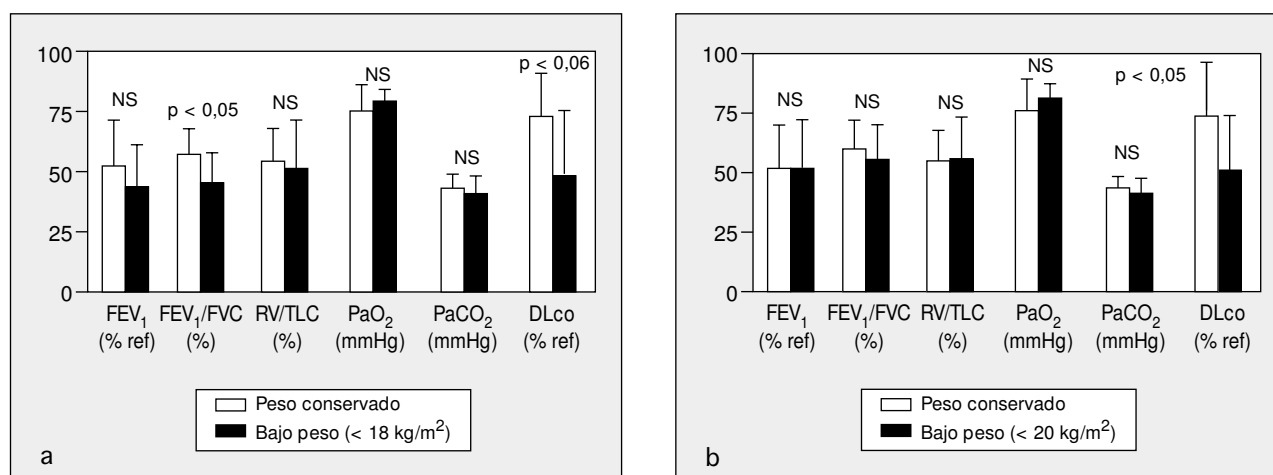 100
75
50
25
0
NS
p < 0,05
NS
NS
NS
p < 0,06
FEV₁ (% ref)
FEV₁/FVC (%)
RV/TLC (%)
PaO₂ (mmHg)
PaCO₂ (mmHg)
DLco (% ref)
Peso conservado
Bajo peso (< 18 kg/m²)
a
100
75
50
25
0
NS
NS
NS
NS
NS
p < 0,05
FEV₁ (% ref)
FEV₁/FVC (%)
RV/TLC (%)
PaO₂ (mmHg)
PaCO₂ (mmHg)
DLco (% ref)
Peso conservado
Bajo peso (< 20 kg/m²)
b